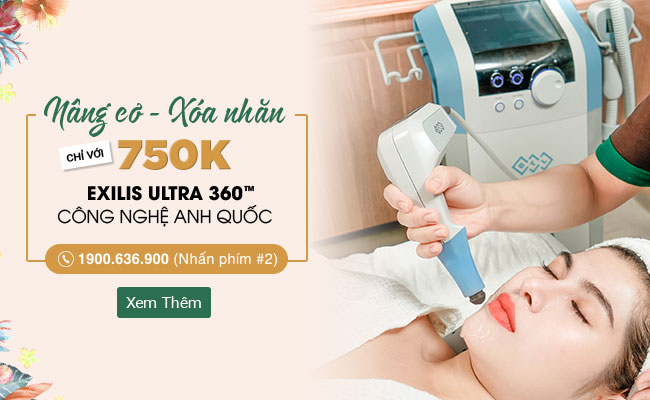 Nâng cơ - Xóa nhăn
CHỈ VỚI 750K
EXILIS ULTRA 360™
CÔNG NGHỆ ANH QUỐC
1900.636.900 (Nhấn phím #2)
Xem Thêm